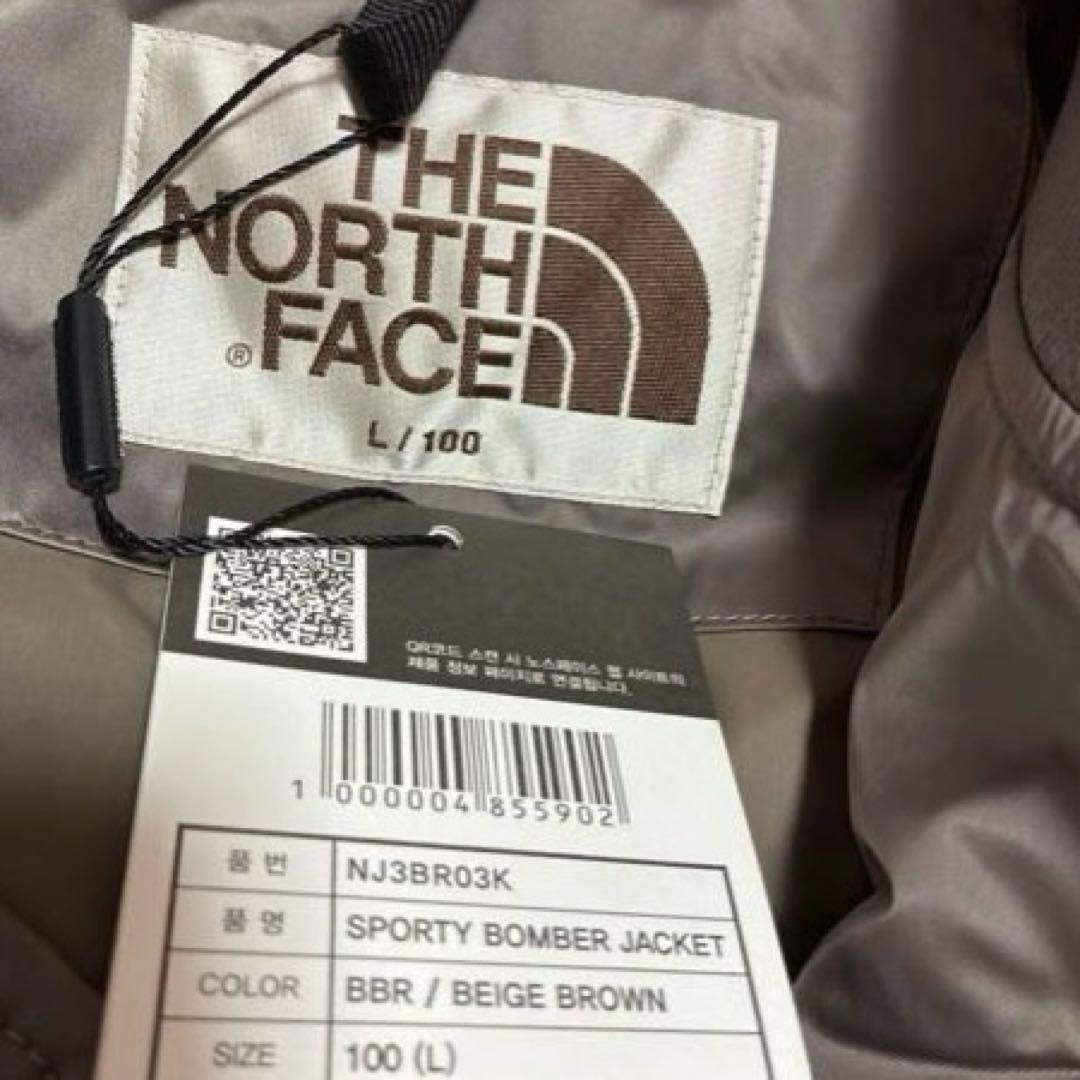 THE
NORTH
FACE
®
L / 100
QR코드 스캔 시 노스페이스 웹 사이트의
제품 정보 페이지로 연결됩니다.
1 000004 855902
품 번 NJ3BR03K
품 명 SPORTY BOMBER JACKET
COLOR BBR / BEIGE BROWN
SIZE 100 (L)